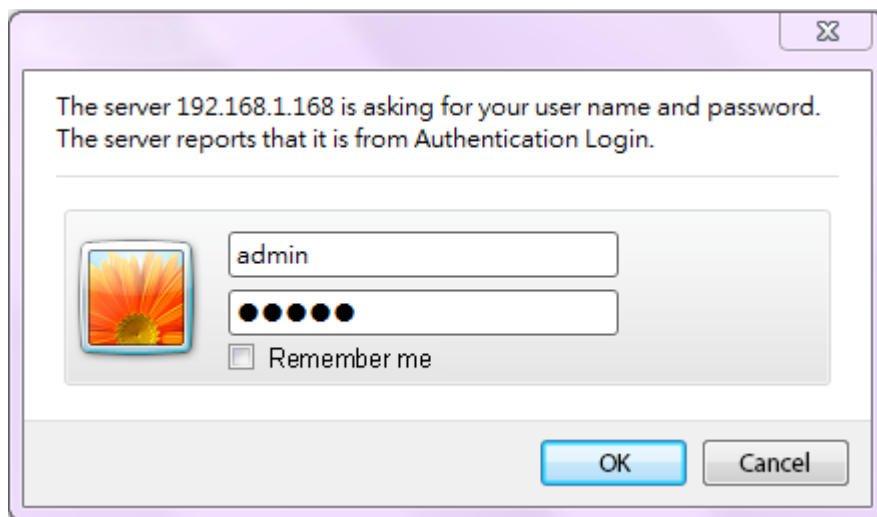 The server 192.168.1.168 is asking for your user name and password.
The server reports that it is from Authentication Login.
admin
●●●●●
Remember me
OK
Cancel